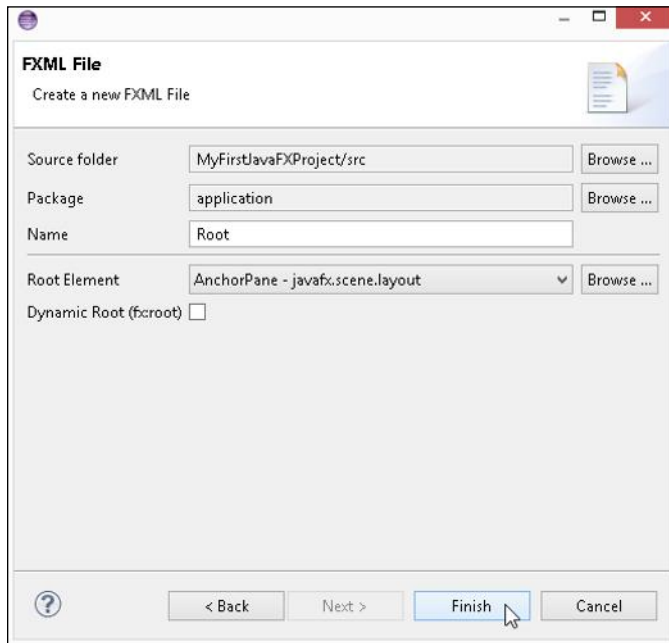 FXML File
Create a new FXML File
Source folder MyFirstJavaFXProject/src Browse ...
Package application Browse ...
Name Root
Root Element AnchorPane - javafx.scene.layout Browse ...
Dynamic Root (fx:root)
< Back Next > Finish Cancel